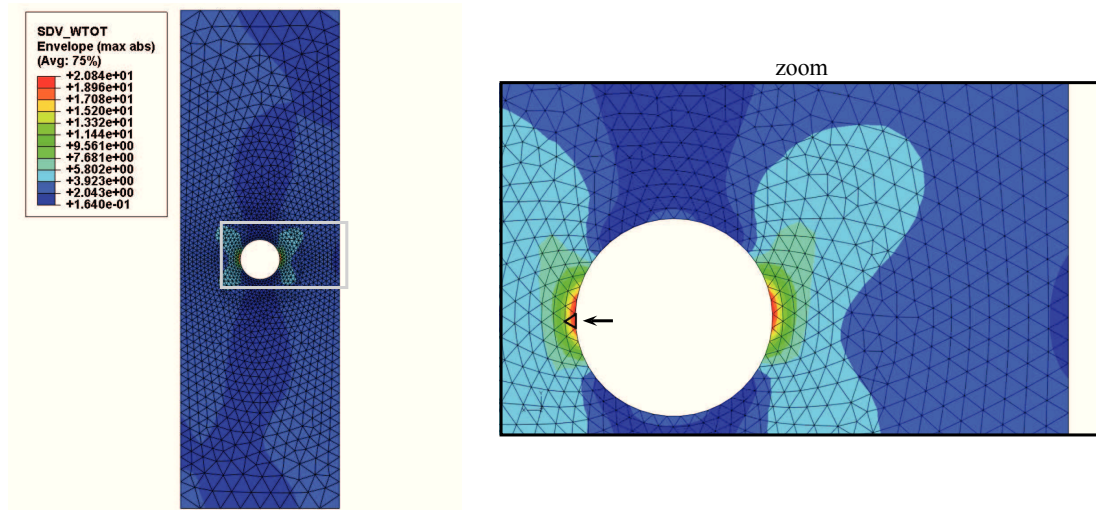 SDV_WTOT
Envelope (max abs)
(Avg: 75%)
+2.084e+01
+1.896e+01
+1.708e+01
+1.520e+01
+1.332e+01
+1.144e+01
+9.561e+00
+7.681e+00
+5.802e+00
+3.923e+00
+2.043e+00
+1.640e-01
zoom